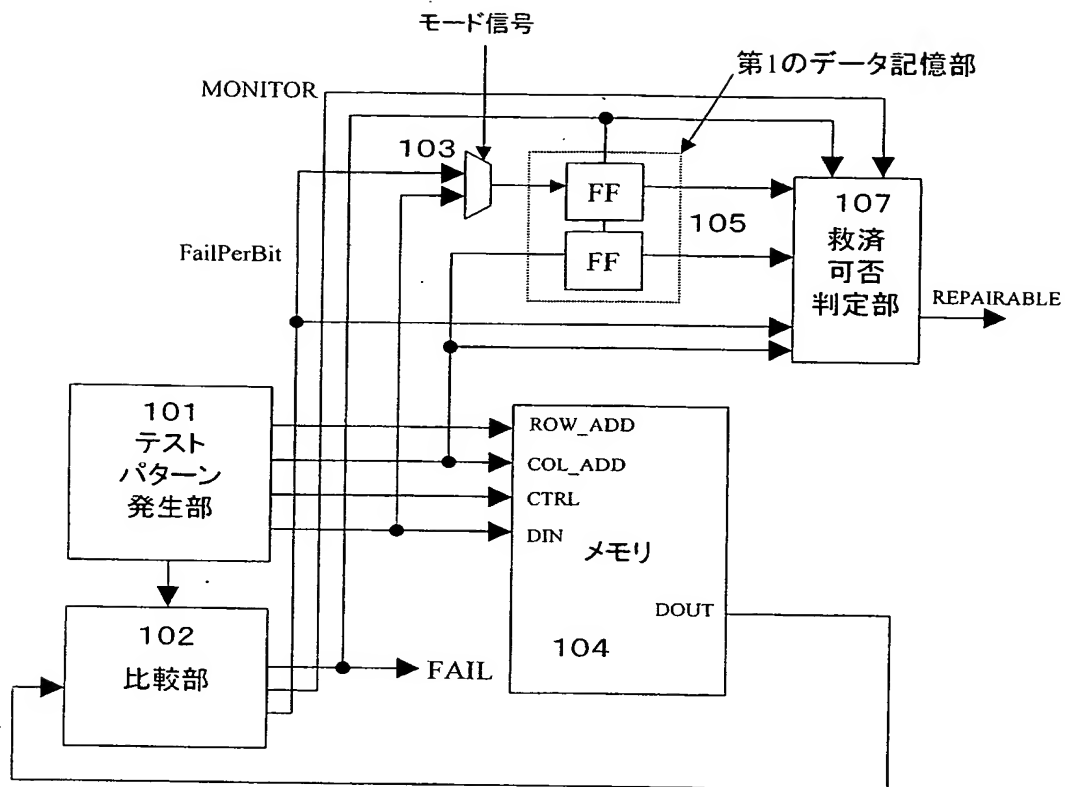 モード信号
第1のデータ記憶部
MONITOR
103
FF
105
FF
107
救済
可否
判定部
FailPerBit
REPAIRABLE
101
テスト
パターン
発生部
ROW_ADD
COL_ADD
CTRL
DIN
メモリ
DOUT
104
102
比較部
FAIL